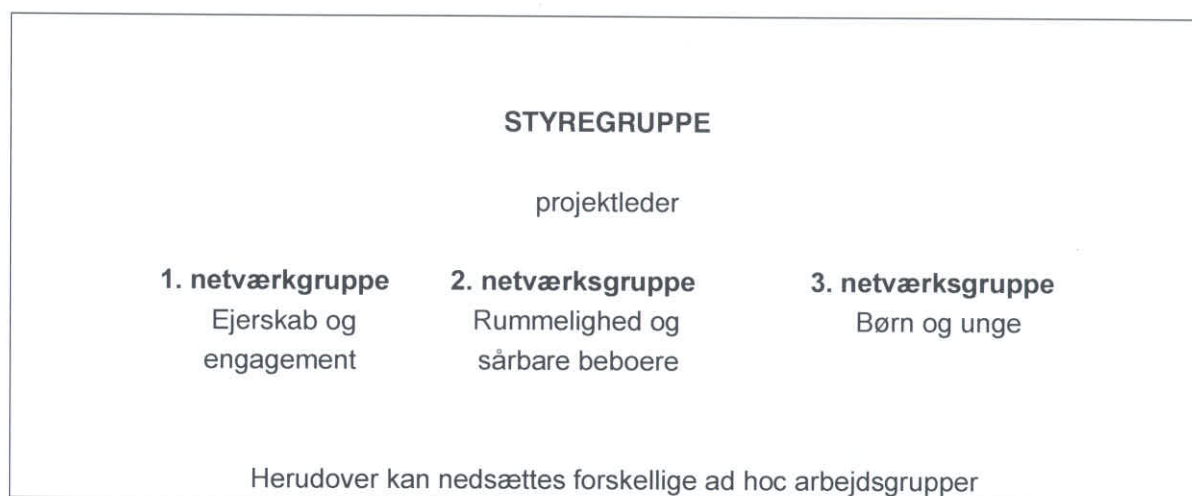 STYREGRUPPE
projektleder
1. netværkgruppe
Ejerskab og
engagement
2. netværksgruppe
Rummelighed og
sårbare beboere
3. netværksgruppe
Børn og unge
Herudover kan nedsættes forskellige ad hoc arbejdsgrupper